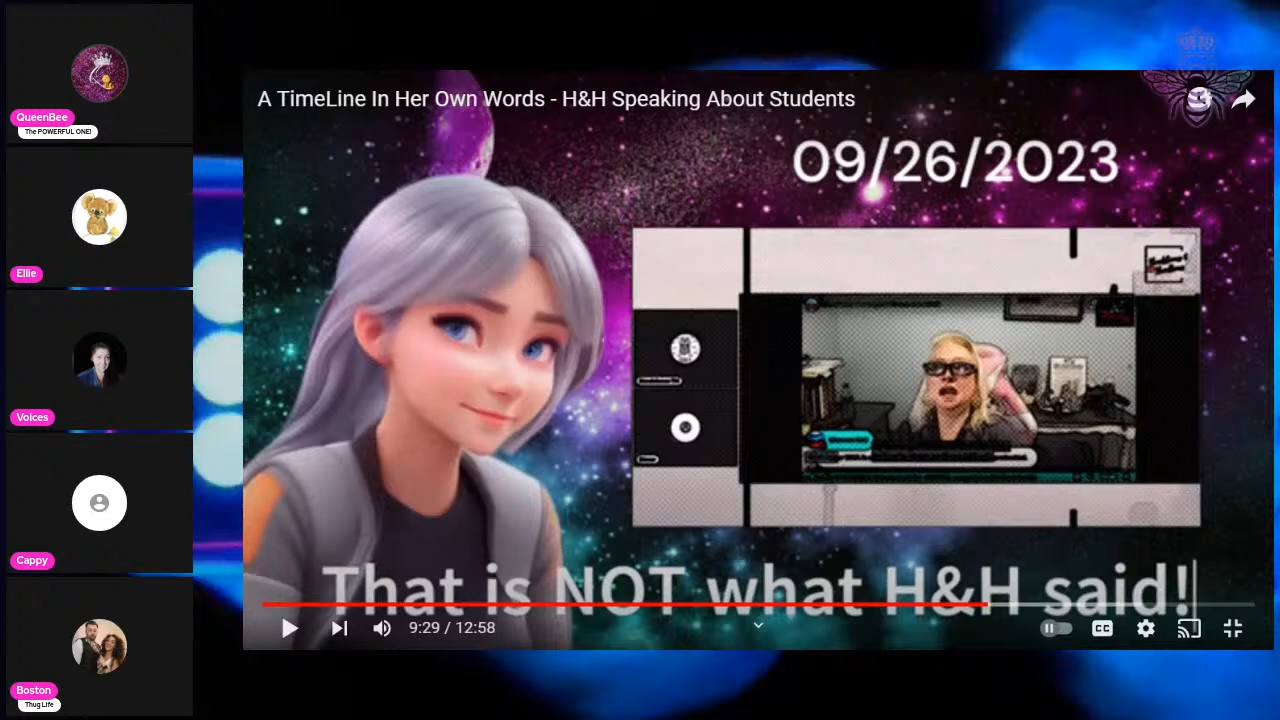 QueenBee
The POWERFUL ONE!
Ellie
Voices
Cappy
Boston
Thug Life
A TimeLine In Her Own Words - H&H Speaking About Students
09/26/2023
That is NOT what H&H said!
9:29 / 12:58
CC